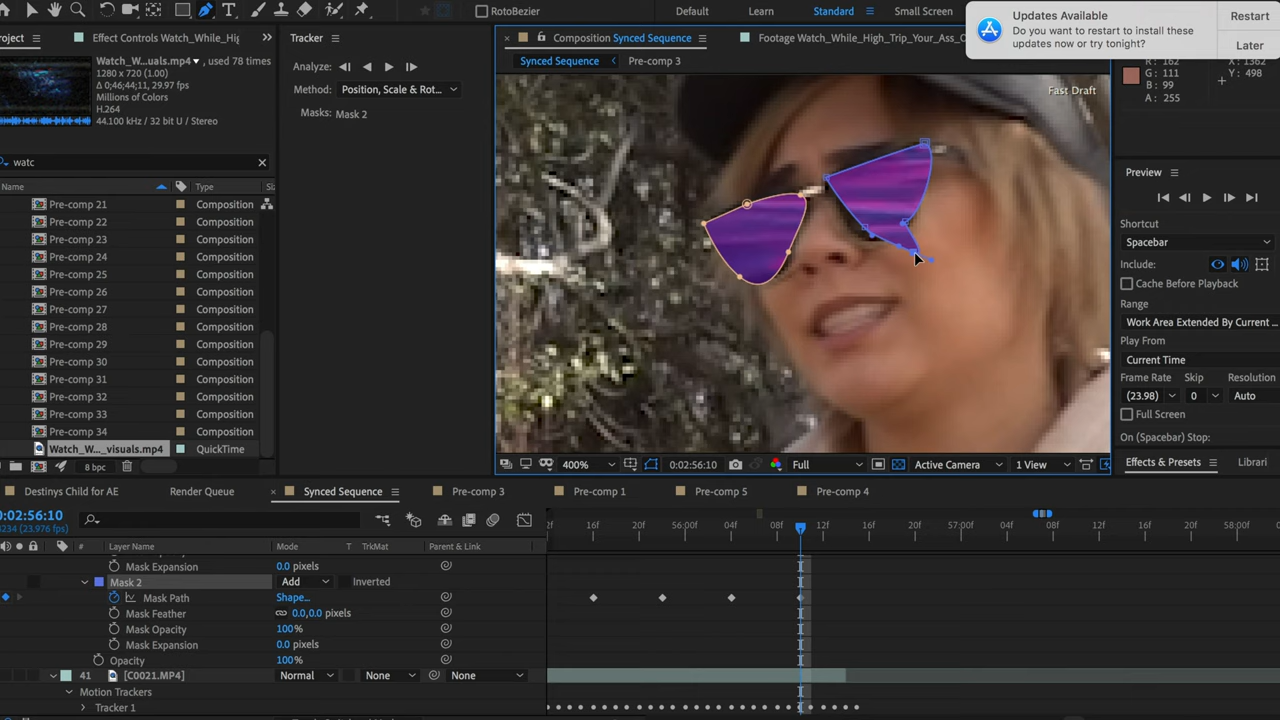 RotoBezier
Default
Learn
Standard
Small Screen
Updates Available
Do you want to restart to install these
updates now or try tonight?
Restart
Later
roject
Effect Controls Watch_While_Hig
Tracker
Composition Synced Sequence
Footage Watch_While_High_Trip_Your_Ass_O
Synced Sequence
Pre-comp 3
Watch_W...uals.mp4 , used 78 times
1280 x 720 (1.00)
Δ 0;46;44;11, 29.97 fps
Millions of Colors
H.264
44.100 kHz / 32 bit U / Stereo
Analyze:
Method: Position, Scale & Rot...
Masks: Mask 2
Fast Draft
R: 162
G: 111
B: 99
A: 255
X: 1362
Y: 498
watc
Name
Type
Siz
Pre-comp 21 Composition
Pre-comp 22 Composition
Pre-comp 23 Composition
Pre-comp 24 Composition
Pre-comp 25 Composition
Pre-comp 26 Composition
Pre-comp 27 Composition
Pre-comp 28 Composition
Pre-comp 29 Composition
Pre-comp 30 Composition
Pre-comp 31 Composition
Pre-comp 32 Composition
Pre-comp 33 Composition
Pre-comp 34 Composition
Watch_W..._visuals.mp4 QuickTime
8 bpc
Preview
Shortcut
Spacebar
Include:
Cache Before Playback
Range
Work Area Extended By Current ...
Play From
Current Time
Frame Rate Skip Resolution
(23.98) 0 Auto
Full Screen
On (Spacebar) Stop:
Effects & Presets
Librari
400%
0:02:56:10
Full
Active Camera
1 View
Destinys Child for AE
Render Queue
Synced Sequence
Pre-comp 3
Pre-comp 1
Pre-comp 5
Pre-comp 4
0:02:56:10
(23.976 fps)
2f 16f 20f 56:00f 04f 08f 12f 16f 20f 57:00f 04f 08f 12f 16f 20f 58:00f
# Layer Name Mode T TrkMat Parent & Link
Mask Expansion 0.0 pixels
Mask 2 Add Inverted
Mask Path Shape...
Mask Feather 0.0,0.0 pixels
Mask Opacity 100%
Mask Expansion 0.0 pixels
Opacity 100%
41 [C0021.MP4] Normal None None
Motion Trackers
Tracker 1